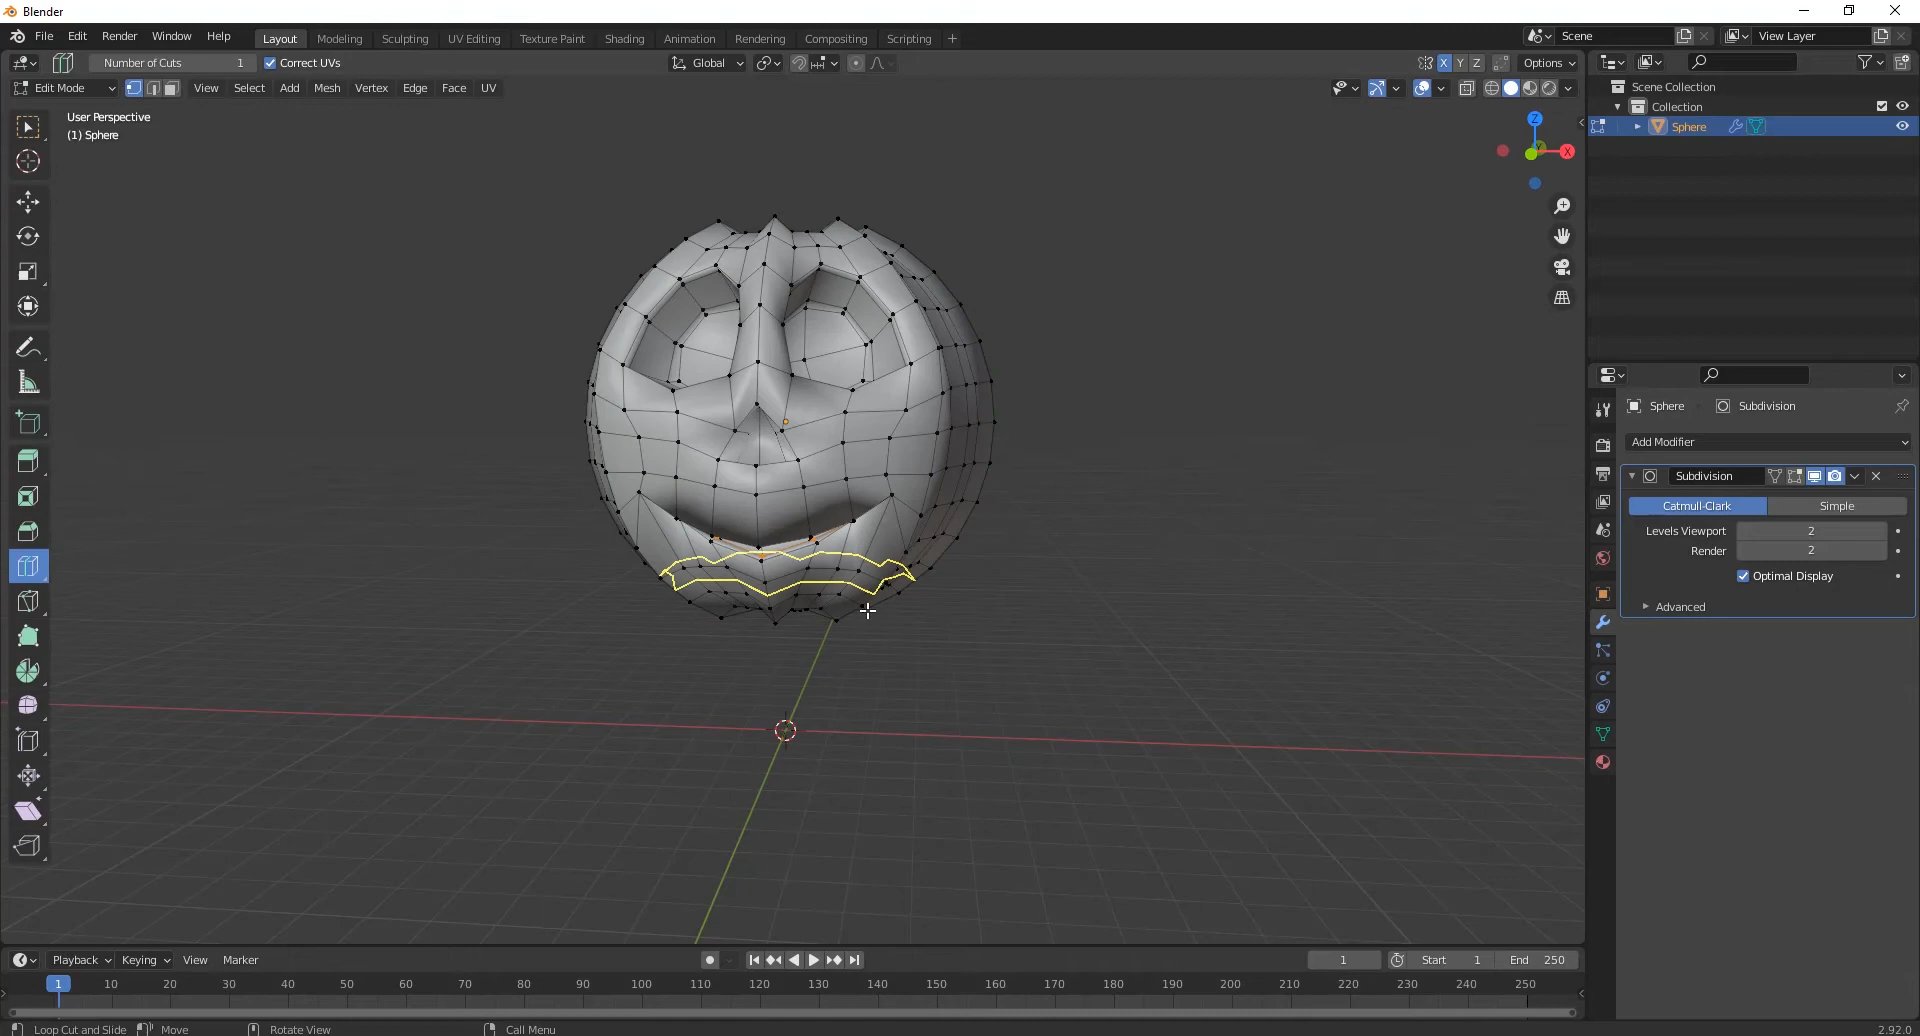 Blender
File Edit Render Window Help Layout Modeling Sculpting UV Editing Texture Paint Shading Animation Rendering Compositing Scripting + Scene View Layer
Number of Cuts 1 Correct UVs Global X Y Z Options
Edit Mode View Select Add Mesh Vertex Edge Face UV
Scene Collection
Collection
Sphere
User Perspective
(1) Sphere
Z
X
Sphere Subdivision
Add Modifier
Subdivision
Catmull-Clark Simple
Levels Viewport 2
Render 2
Optimal Display
Advanced
Playback Keying View Marker 1 Start 1 End 250
1 10 20 30 40 50 60 70 80 90 100 110 120 130 140 150 160 170 180 190 200 210 220 230 240 250
Loop Cut and Slide Move Rotate View Call Menu 2.92.0